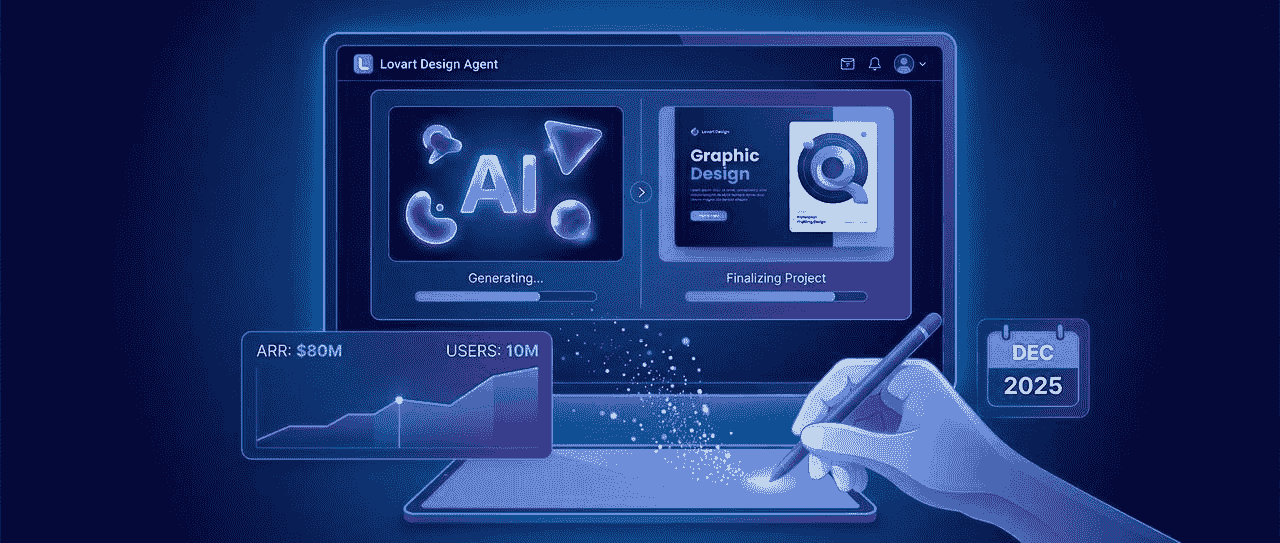 Lovart Design Agent
AI
Lovart Design
Graphic
Design
Generating...
Finalizing Project
ARR: $80M
USERS: 10M
DEC
2025